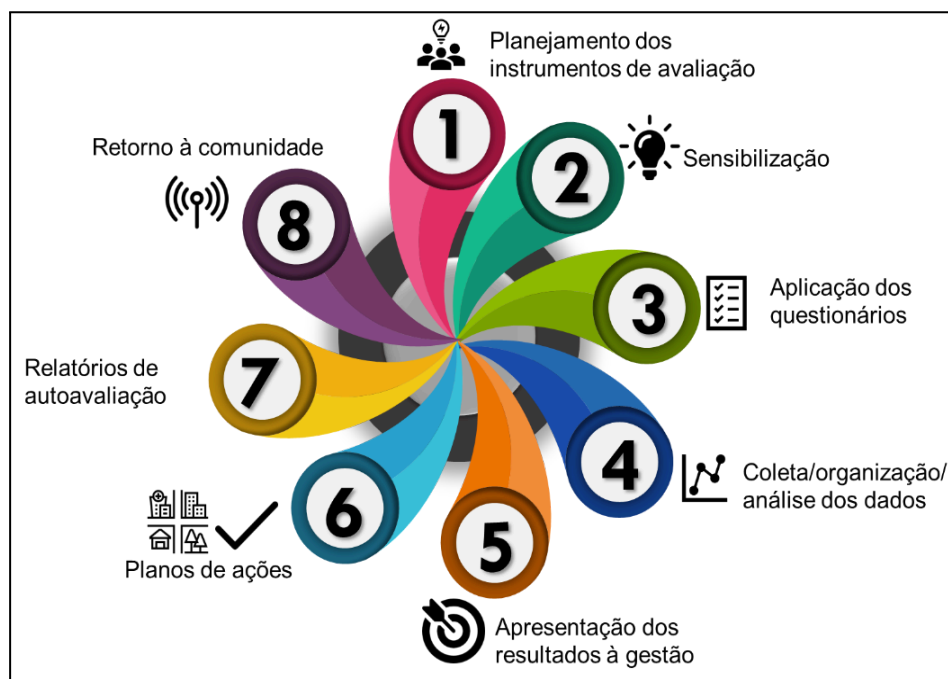 1
Planejamento dos
instrumentos de avaliação
2
Sensibilização
3
Aplicação dos
questionários
4
Coleta/organização/
análise dos dados
5
Apresentação dos
resultados à gestão
6
Planos de ações
7
Relatórios de
autoavaliação
8
Retorno à comunidade